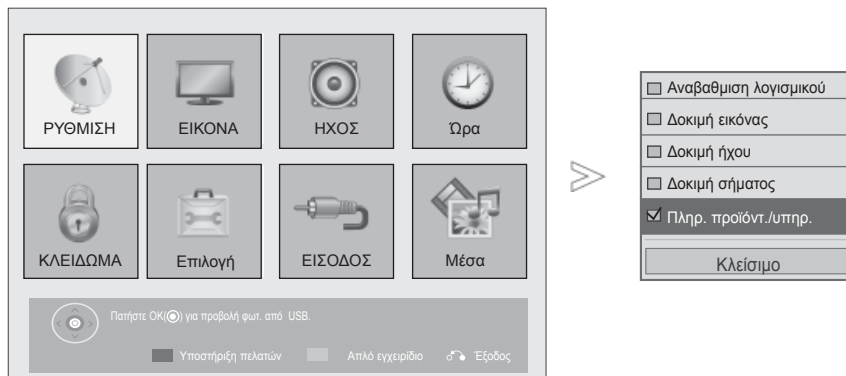 ΡΥΘΜΙΣΗ ΕΙΚΟΝΑ ΗΧΟΣ Ώρα
ΚΛΕΙΔΩΜΑ Επιλογή ΕΙΣΟΔΟΣ Μέσα
Πατήστε OK(◉) για προβολή φωτ. από USB.
Υποστήριξη πελατών Απλό εγχειρίδιο Έξοδος
Αναβαθμιση λογισμικού
Δοκιμή εικόνας
Δοκιμή ήχου
Δοκιμή σήματος
Πληρ. προϊόντ./υπηρ.
Κλείσιμο